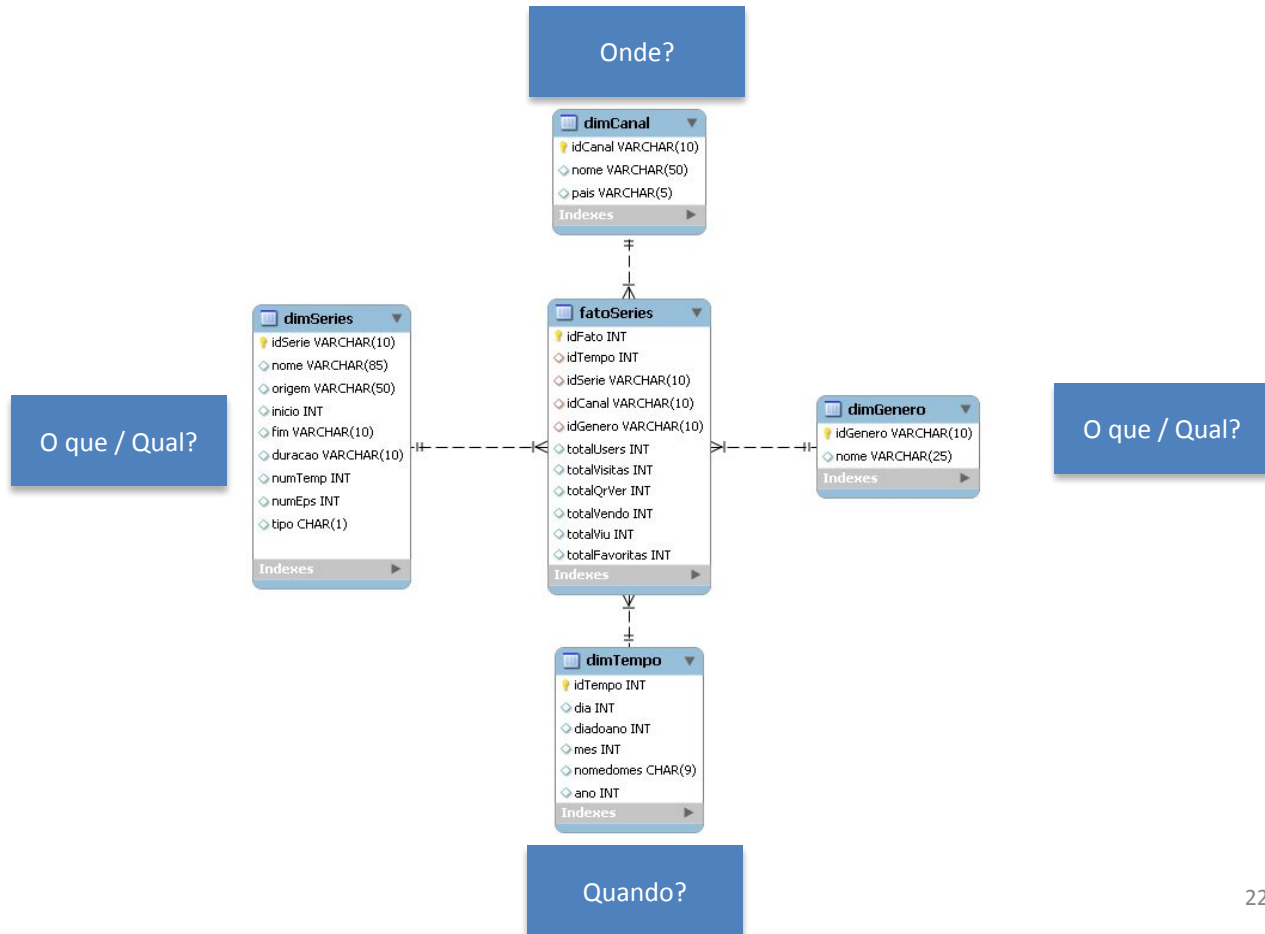 Onde?
dimCanal
idCanal VARCHAR(10)
nome VARCHAR(50)
pais VARCHAR(5)
Indexes
dimSeries
idSerie VARCHAR(10)
nome VARCHAR(85)
origem VARCHAR(50)
inicio INT
fim VARCHAR(10)
duracao VARCHAR(10)
numTemp INT
numEps INT
tipo CHAR(1)
Indexes
O que / Qual?
fatoSeries
idFato INT
idTempo INT
idSerie VARCHAR(10)
idCanal VARCHAR(10)
idGenero VARCHAR(10)
totalUsers INT
totalVisitas INT
totalQrVer INT
totalVendo INT
totalViu INT
totalFavoritas INT
Indexes
dimGenero
idGenero VARCHAR(10)
nome VARCHAR(25)
Indexes
O que / Qual?
dimTempo
idTempo INT
dia INT
diadoano INT
mes INT
nomedomes CHAR(9)
ano INT
Indexes
Quando?
22